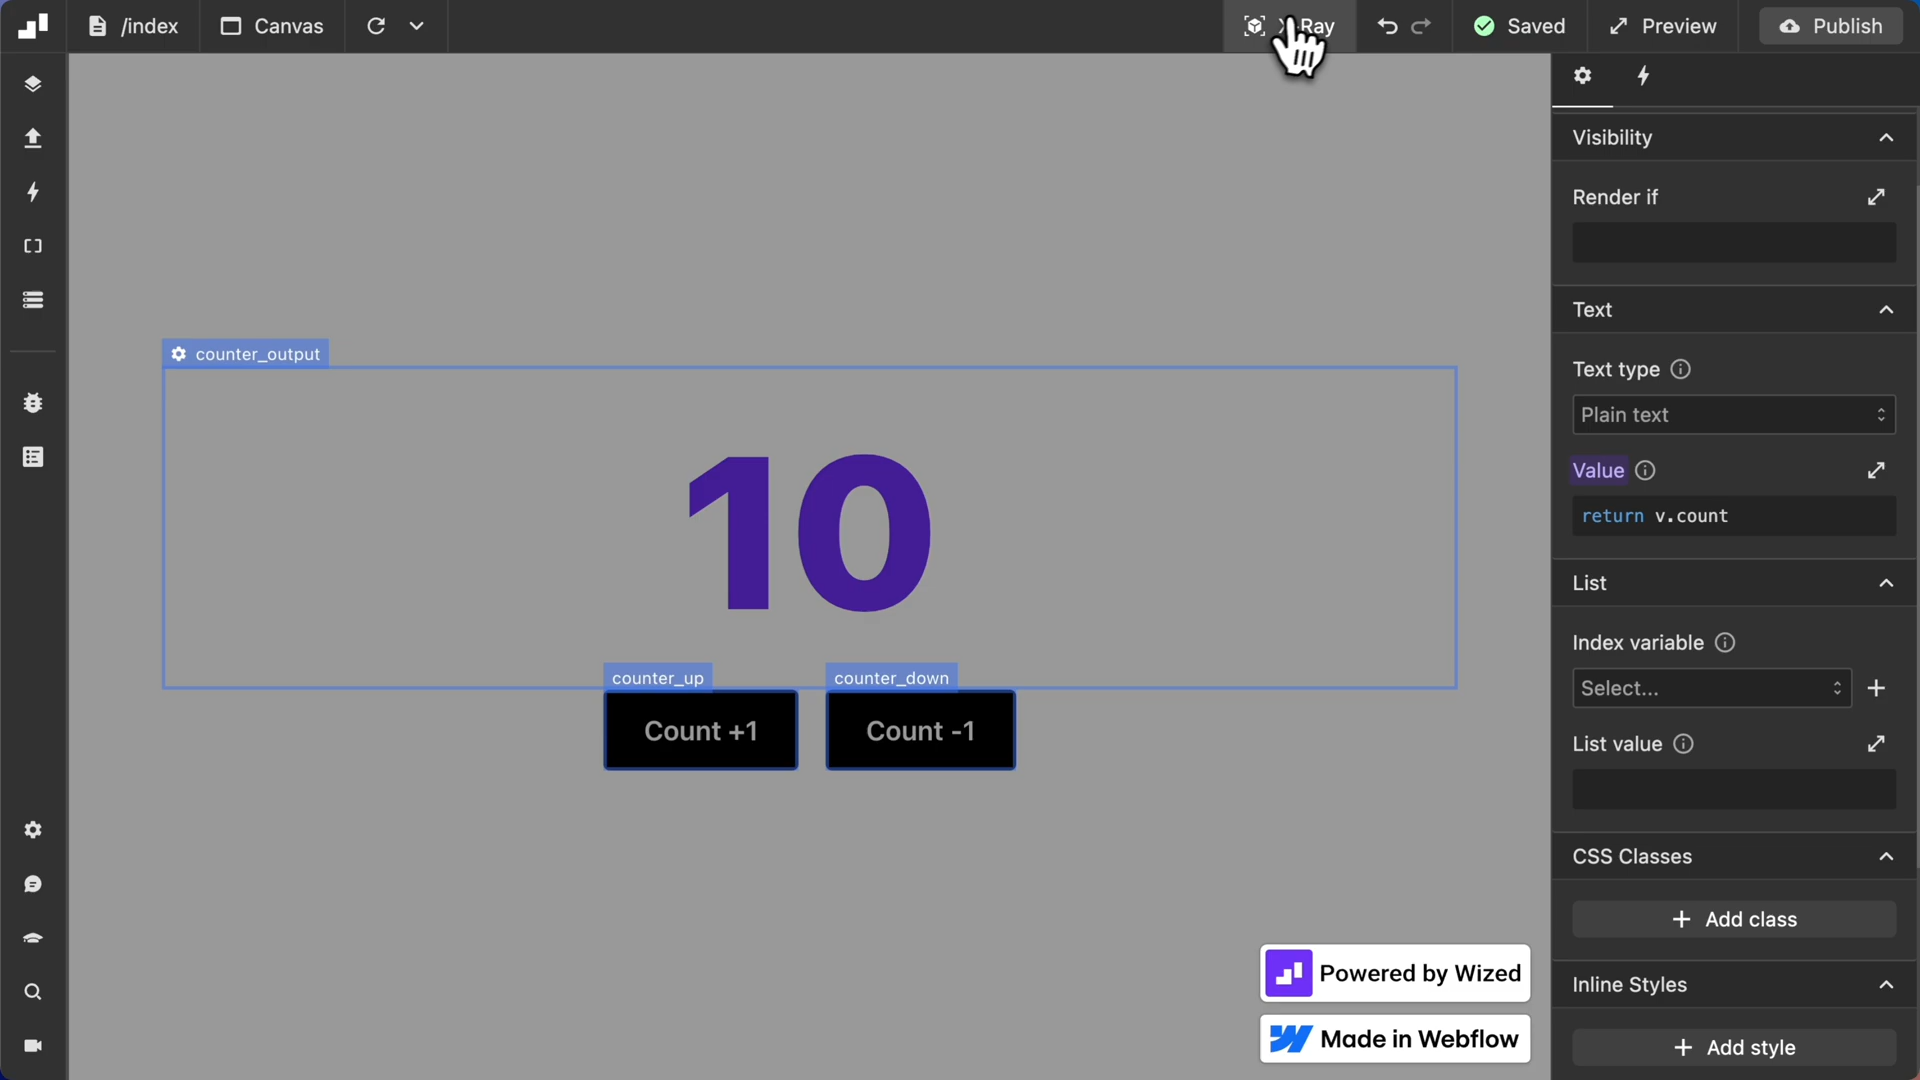 /index
Canvas
X-Ray
Saved
Preview
Publish
Visibility
Render if
Text
Text type
Plain text
Value
return v.count
List
Index variable
Select...
List value
CSS Classes
Add class
Inline Styles
Add style
counter_output
10
counter_up
counter_down
Count +1
Count -1
Powered by Wized
Made in Webflow